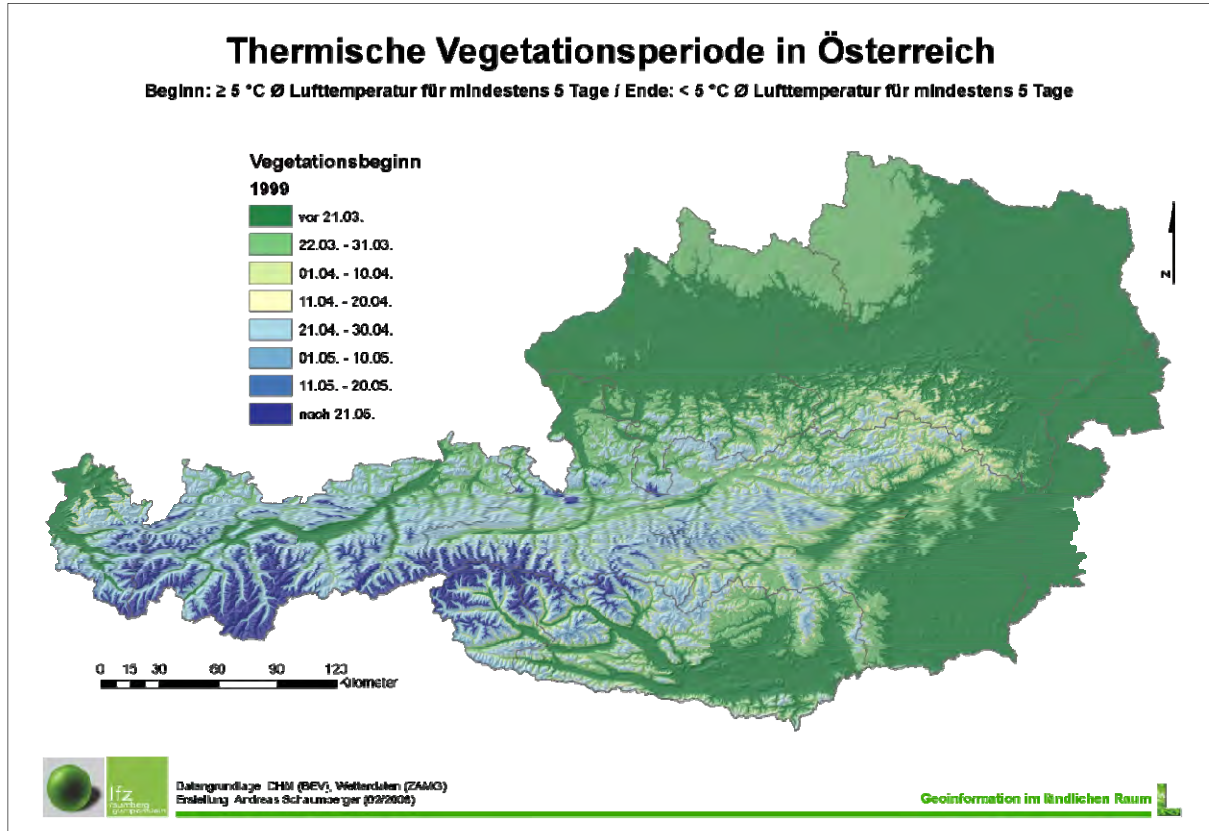 Thermische Vegetationsperiode in Österreich
Beginn: ≥ 5 °C Ø Lufttemperatur für mindestens 5 Tage / Ende: < 5 °C Ø Lufttemperatur für mindestens 5 Tage
Vegetationsbeginn
1999
vor 21.03.
22.03. - 31.03.
01.04. - 10.04.
11.04. - 20.04.
21.04. - 30.04.
01.05. - 10.05.
11.05. - 20.05.
nach 21.05.
N
0 15 30 60 90 120
Kilometer
lfz
raumberg
gumpenstein
Datengrundlage DHM (BEV), Wetterdaten (ZAMG)
Erstellung Andreas Schaumberger (02/2006)
Geoinformation im ländlichen Raum